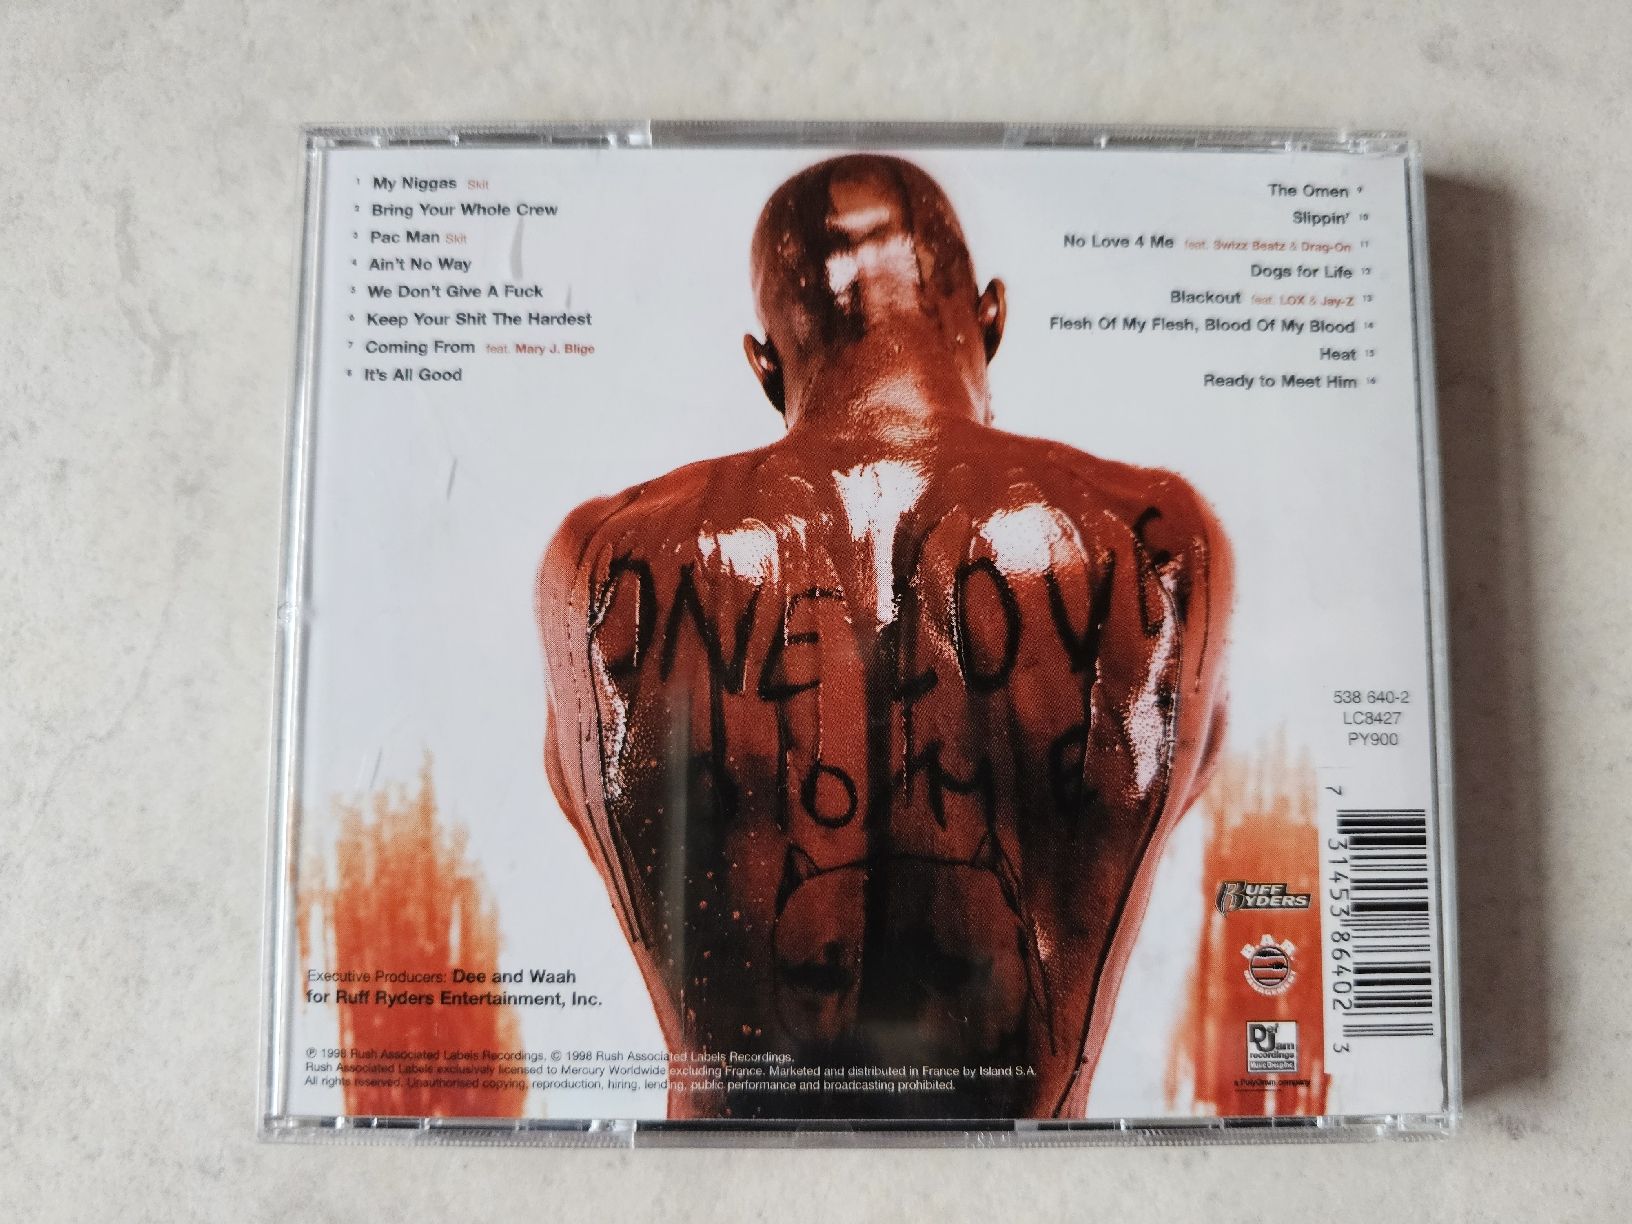 1 My Niggas Skit
2 Bring Your Whole Crew
3 Pac Man Skit
4 Ain't No Way
5 We Don't Give A Fuck
6 Keep Your Shit The Hardest
7 Coming From feat. Mary J. Blige
8 It's All Good
The Omen 9
Slippin' 10
No Love 4 Me feat. Swizz Beatz & Drag-On 11
Dogs for Life 12
Blackout feat. LOX & Jay-Z 13
Flesh Of My Flesh, Blood Of My Blood 14
Heat 15
Ready to Meet Him 16
ONE LOVE
538 640-2
LC8427
PY900
7 31453 86402 3
RUFF
RYDERS
Def
Jam
recordings
a PolyGram company
Executive Producers: Dee and Waah
for Ruff Ryders Entertainment, Inc.
℗ 1998 Rush Associated Labels Recordings, © 1998 Rush Associated Labels Recordings.
Rush Associated Labels exclusively licensed to Mercury Worldwide excluding France. Marketed and distributed in France by Island S.A.
All rights reserved. Unauthorised copying, reproduction, hiring, lending, public performance and broadcasting prohibited.